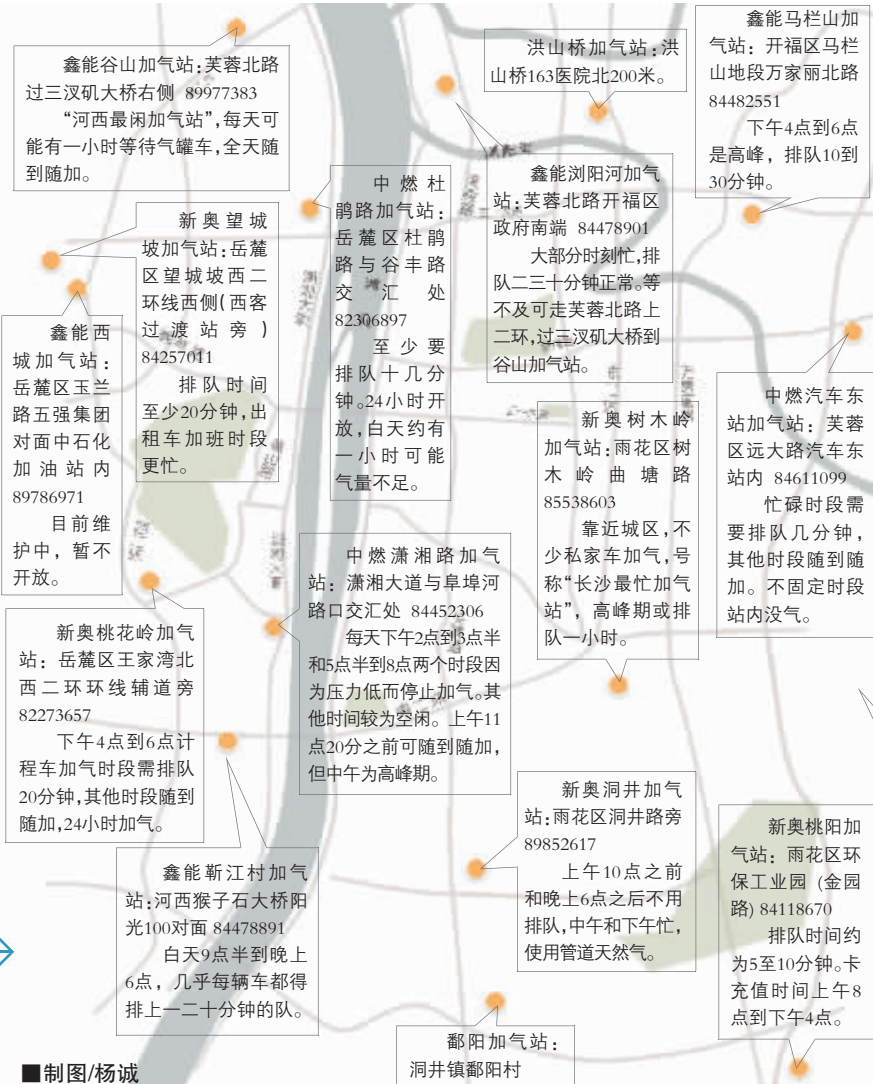 鑫能谷山加气站:芙蓉北路
过三汊矶大桥右侧 89977383
“河西最闲加气站”,每天可
能有一小时等待气罐车,全天随
到随加。
洪山桥加气站:洪
山桥163医院北200米。
鑫能马栏山加
气站: 开福区马栏
山地段万家丽北路
84482551
下午4点到6点
是高峰, 排队10到
30分钟。
新奥望城
坡加气站:岳麓
区望城坡西二
环线西侧(西客
过渡站旁)
84257011
排队时间
至少20分钟,出
租车加班时段
更忙。
中燃杜
鹃路加气站:
岳麓区杜鹃
路与谷丰路
交汇处
82306897
至少要
排队十几分
钟。24小时开
放,白天约有
一小时可能
气量不足。
鑫能浏阳河加气
站:芙蓉北路开福区
政府南端 84478901
大部分时刻忙,排
队二三十分钟正常。等
不及可走芙蓉北路上
二环,过三汊矶大桥到
谷山加气站。
鑫能西
城加气站:
岳麓区玉兰
路五强集团
对面中石化
加油站内
89786971
目前维
护中, 暂不
开放。
新奥树木岭
加气站:雨花区树
木岭曲塘路
85538603
靠近城区,不
少私家车加气,号
称“长沙最忙加气
站”, 高峰期或排
队一小时。
中燃汽车东
站加气站: 芙蓉
区远大路汽车东
站内 84611099
忙碌时段需
要排队几分钟,
其他时段随到随
加。不固定时段
站内没气。
中燃潇湘路加气
站: 潇湘大道与阜埠河
路口交汇处 84452306
每天下午2点到3点半
和5点半到8点两个时段因
为压力低而停止加气。其
他时间较为空闲。上午11
点20分之前可随到随加,
但中午为高峰期。
新奥桃花岭加气
站: 岳麓区王家湾北
西二环环线辅道旁
82273657
下午4点到6点计
程车加气时段需排队
20分钟,其他时段随到
随加,24小时加气。
鑫能靳江村加气
站:河西猴子石大桥阳
光100对面 84478891
白天9点半到晚上
6点, 几乎每辆车都得
排上一二十分钟的队。
新奥洞井加气
站:雨花区洞井路旁
89852617
上午10点之前
和晚上6点之后不用
排队,中午和下午忙,
使用管道天然气。
新奥桃阳加
气站: 雨花区环
保工业园 (金园
路) 84118670
排队时间约
为5至10分钟。卡
充值时间上午8
点到下午4点。
鄱阳加气站:
洞井镇鄱阳村
■制图/杨诚